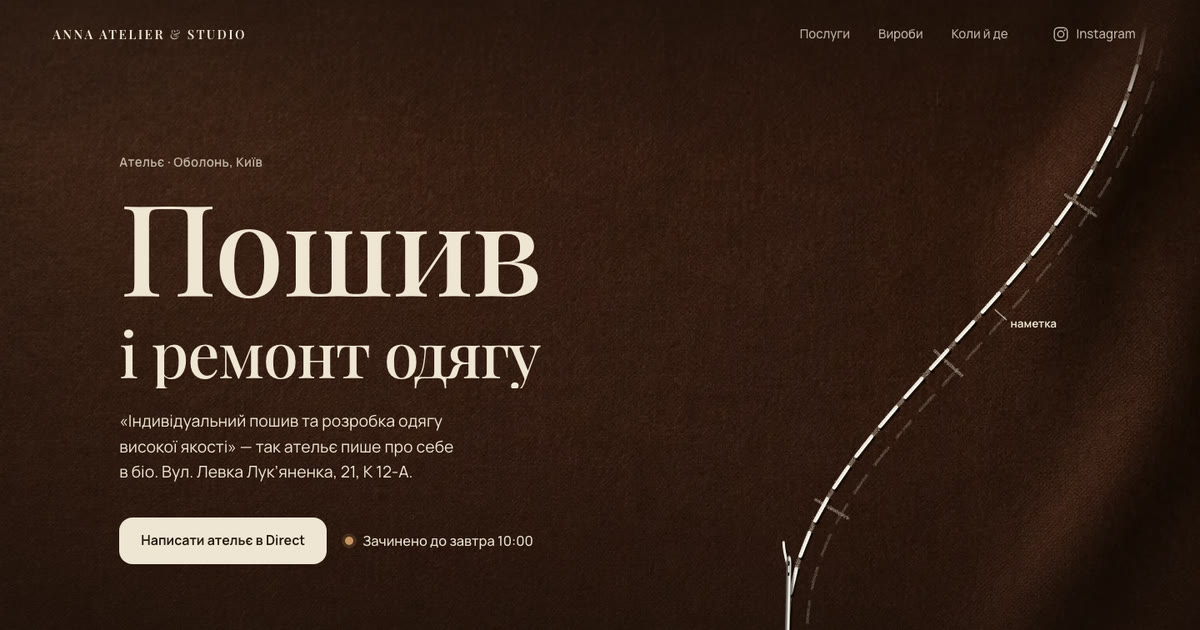 ANNA ATELIER & STUDIO
Послуги
Вироби
Коли й де
Instagram
Ательє · Оболонь, Київ
Пошив
і ремонт одягу
наметка
«Індивідуальний пошив та розробка одягу
високої якості» — так ательє пише про себе
в біо. Вул. Левка Лук’яненка, 21, К 12-А.
Написати ательє в Direct
Зачинено до завтра 10:00